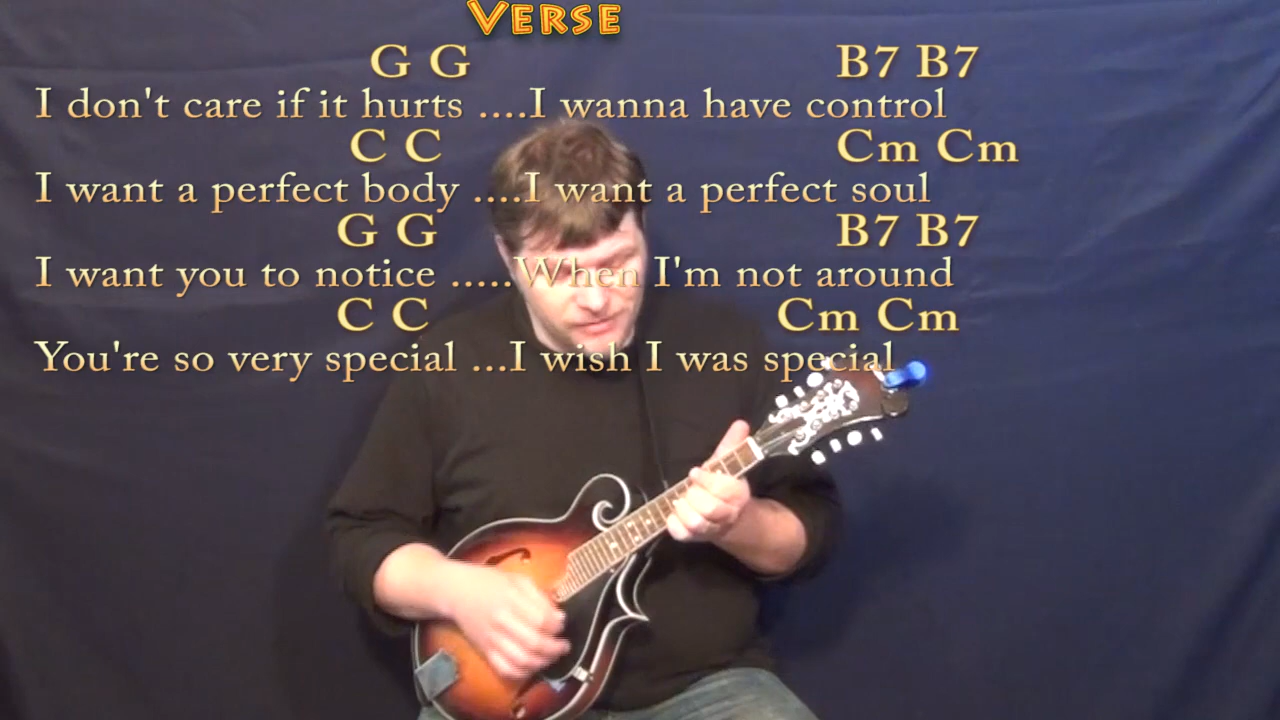 VERSE
G G B7 B7
I don't care if it hurts ....I wanna have control
C C Cm Cm
I want a perfect body ....I want a perfect soul
G G B7 B7
I want you to notice .....When I'm not around
C C Cm Cm
You're so very special ...I wish I was special